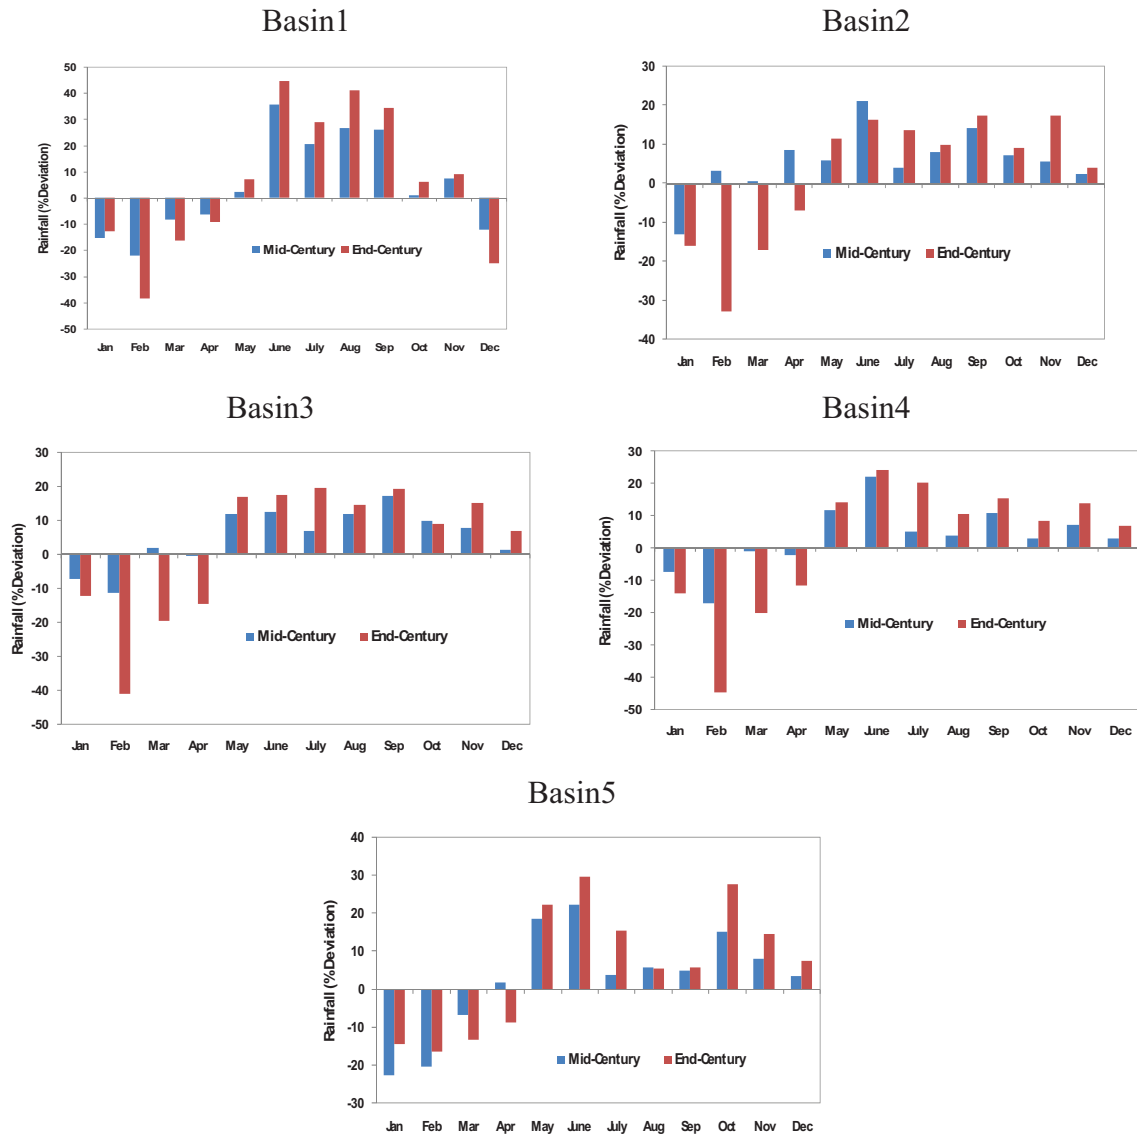 Basin1
Rainfall (%Deviation)
50
40
30
20
10
0
-10
-20
-30
-40
-50
Mid-Century End-Century
Jan Feb Mar Apr May June July Aug Sep Oct Nov Dec
Basin2
Rainfall (%Deviation)
30
20
10
0
-10
-20
-30
-40
Mid-Century End-Century
Jan Feb Mar Apr May June July Aug Sep Oct Nov Dec
Basin3
Rainfall (%Deviation)
30
20
10
0
-10
-20
-30
-40
-50
Mid-Century End-Century
Jan Feb Mar Apr May June July Aug Sep Oct Nov Dec
Basin4
Rainfall (%Deviation)
30
20
10
0
-10
-20
-30
-40
-50
Mid-Century End-Century
Jan Feb Mar Apr May June July Aug Sep Oct Nov Dec
Basin5
Rainfall (%Deviation)
40
30
20
10
0
-10
-20
-30
Mid-Century End-Century
Jan Feb Mar Apr May June July Aug Sep Oct Nov Dec